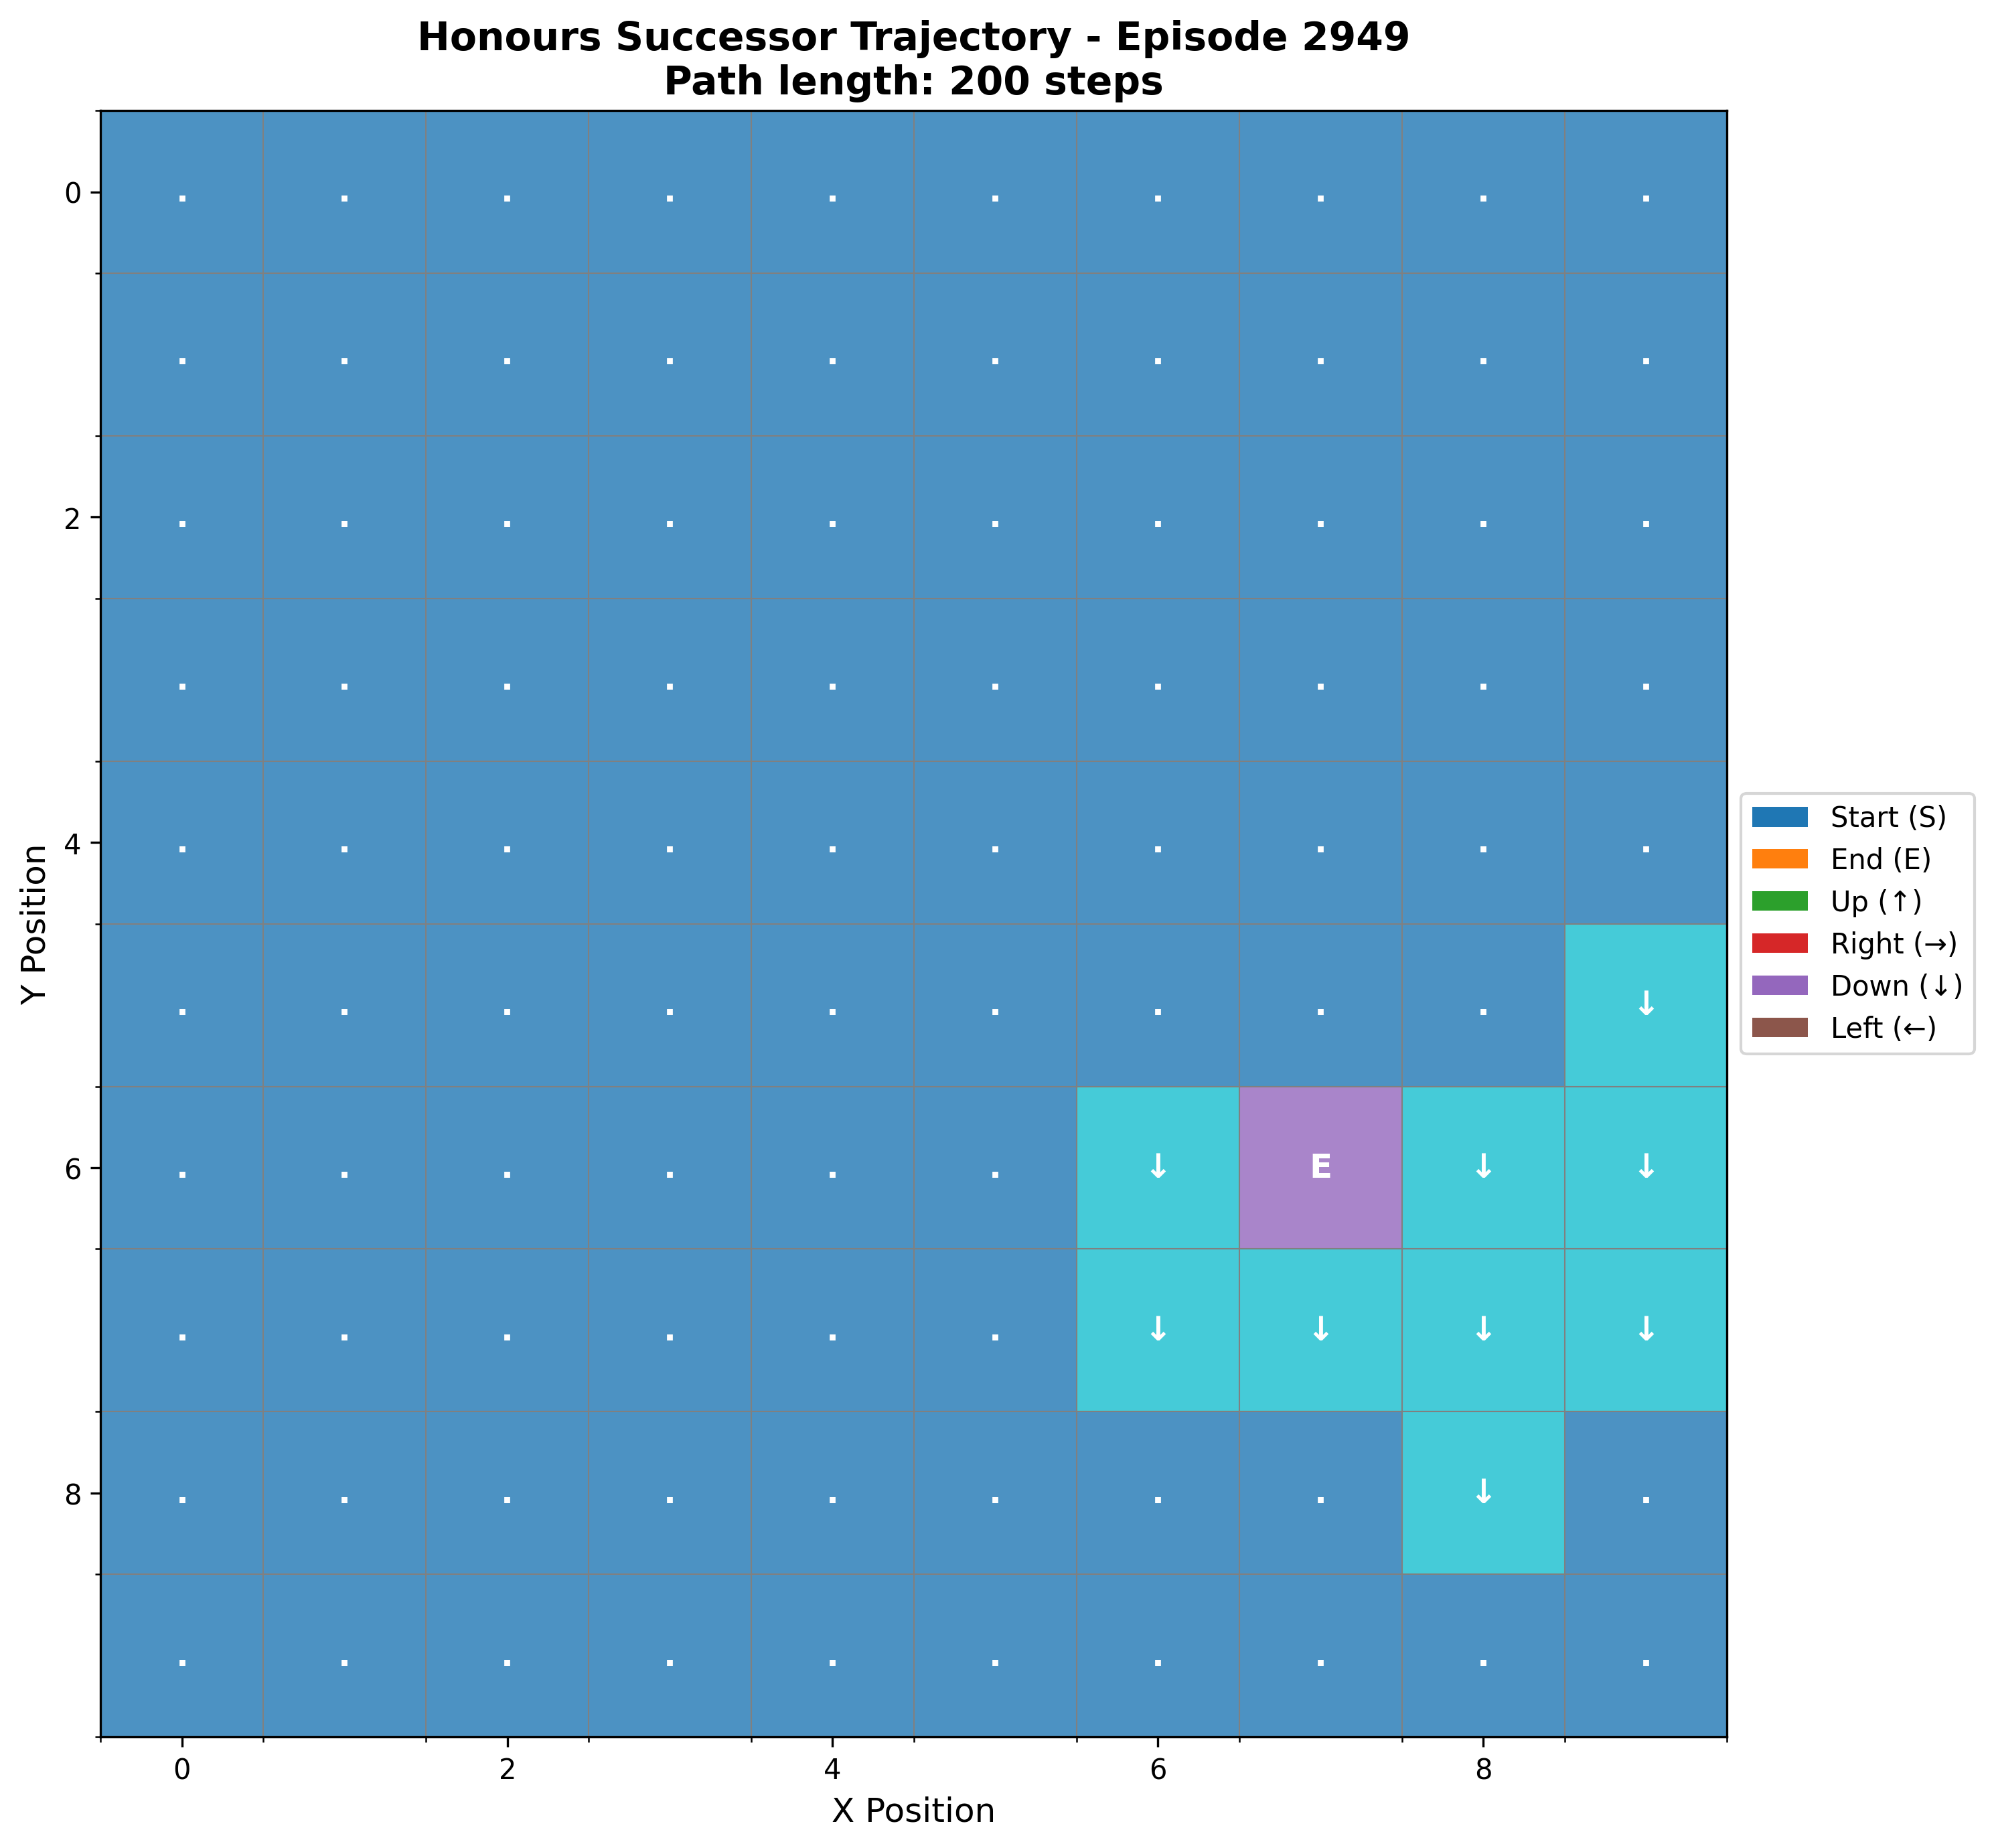 Honours Successor Trajectory - Episode 2949
Path length: 200 steps
Y Position
0
2
4
6
8
. . . . . . . . . .
. . . . . . . . . .
. . . . . . . . . .
. . . . . . . . . .
. . . . . . . . . .
. . . . . . . . . ↓
. . . . . . ↓ E ↓ ↓
. . . . . . ↓ ↓ ↓ ↓
. . . . . . . . ↓ .
. . . . . . . . . .
0 2 4 6 8
X Position
Start (S)
End (E)
Up (↑)
Right (→)
Down (↓)
Left (←)